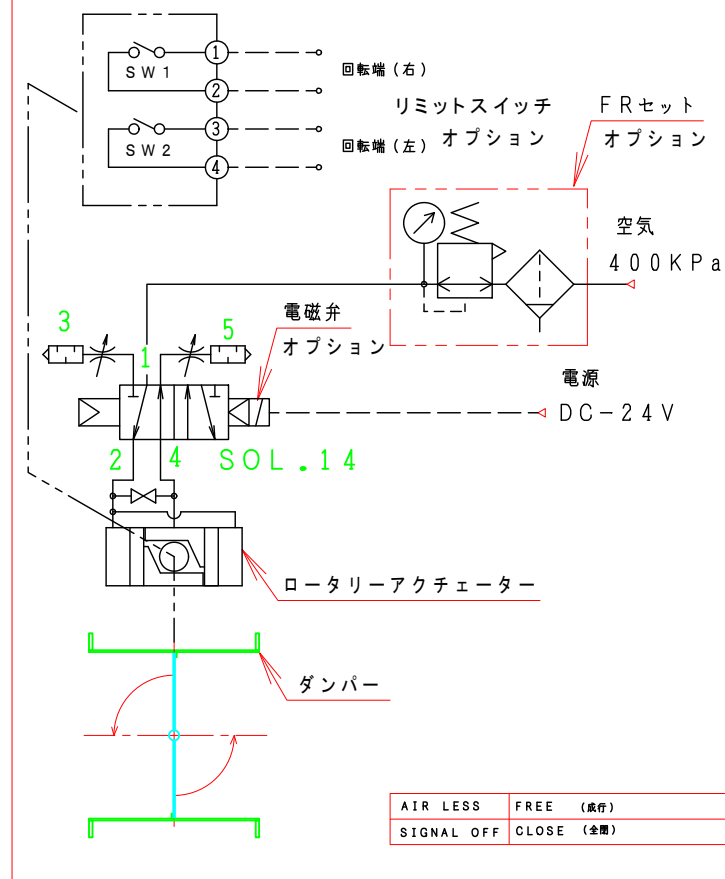 1
SW1
2
回転端(右)
3
SW2
4
回転端(左)
リミットスイッチ
オプション
FRセット
オプション
空気
400KPa
電磁弁
オプション
3
1
5
電源
DC-24V
2
4
SOL.14
ロータリーアクチェーター
ダンパー
AIR LESS
FREE (成行)
SIGNAL OFF
CLOSE (全閉)